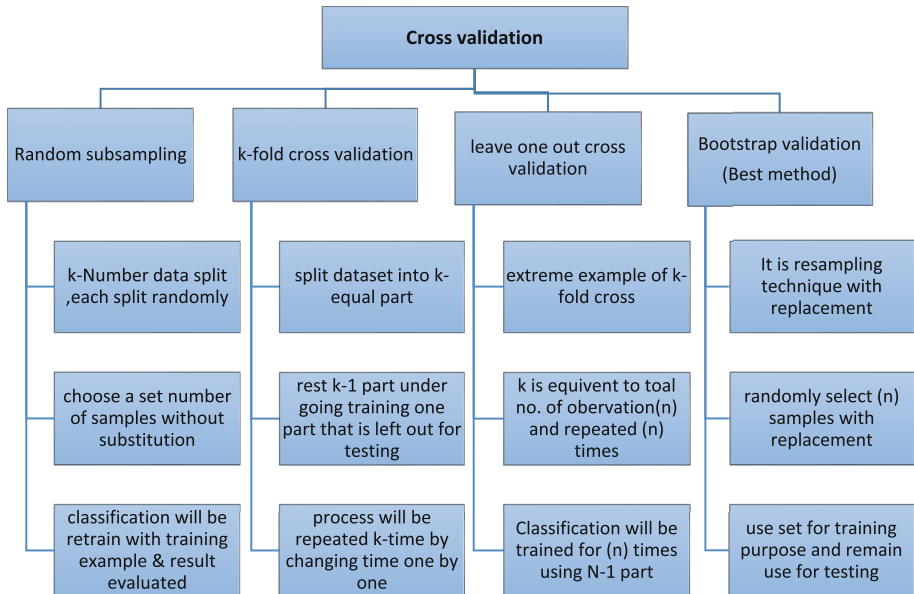 Cross validation
Random subsampling
k-Number data split
,each split randomly
choose a set number
of samples without
substitution
classification will be
retrain with training
example & result
evaluated
k-fold cross validation
split dataset into k-
equal part
rest k-1 part under
going training one
part that is left out for
testing
process will be
repeated k-time by
changing time one by
one
leave one out cross
validation
extreme example of k-
fold cross
k is equivent to toal
no. of obervation(n)
and repeated (n)
times
Classification will be
trained for (n) times
using N-1 part
Bootstrap validation
(Best method)
It is resampling
technique with
replacement
randomly select (n)
samples with
replacement
use set for training
purpose and remain
use for testing